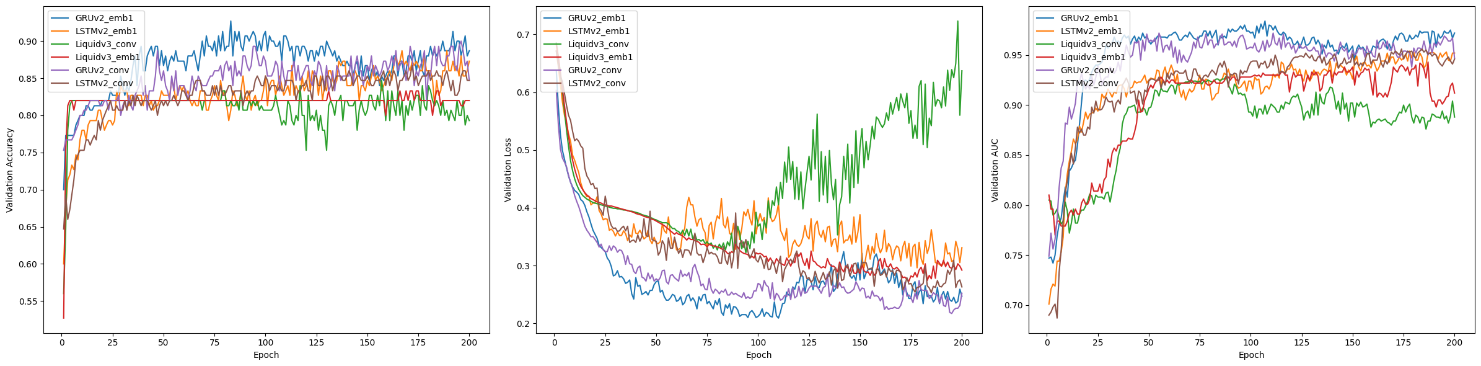 GRUv2_emb1
LSTMv2_emb1
Liquidv3_conv
Liquidv3_emb1
GRUv2_conv
LSTMv2_conv
0.90
0.85
0.80
0.75
0.70
0.65
0.60
0.55
Validation Accuracy
0 25 50 75 100 125 150 175 200
Epoch
GRUv2_emb1
LSTMv2_emb1
Liquidv3_conv
Liquidv3_emb1
GRUv2_conv
LSTMv2_conv
0.7
0.6
0.5
0.4
0.3
0.2
Validation Loss
0 25 50 75 100 125 150 175 200
Epoch
GRUv2_emb1
LSTMv2_emb1
Liquidv3_conv
Liquidv3_emb1
GRUv2_conv
LSTMv2_conv
0.95
0.90
0.85
0.80
0.75
0.70
Validation AUC
0 25 50 75 100 125 150 175 200
Epoch